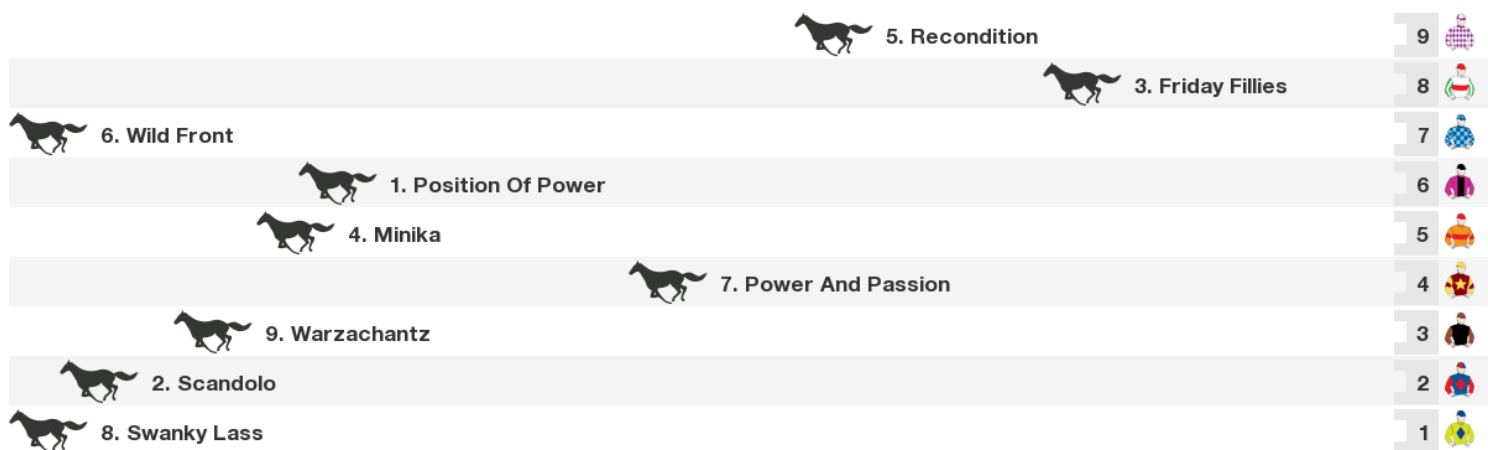 5. Recondition 9
3. Friday Fillies 8
6. Wild Front 7
1. Position Of Power 6
4. Minika 5
7. Power And Passion 4
9. Warzachantz 3
2. Scandolo 2
8. Swanky Lass 1